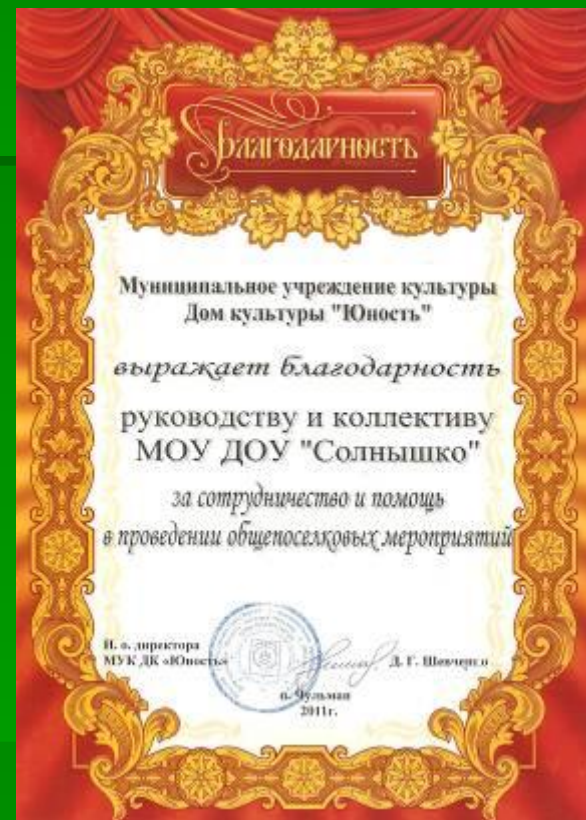 Благодарность
Муниципальное учреждение культуры
Дом культуры "Юность"
выражает благодарность
руководству и коллективу
МОУ ДОУ "Солнышко"
за сотрудничество и помощь
в проведении общепоселковых мероприятий
И. о. директора
МУК ДК «Юность»
Д. Г. Шевченко
п. Чульман
2011г.